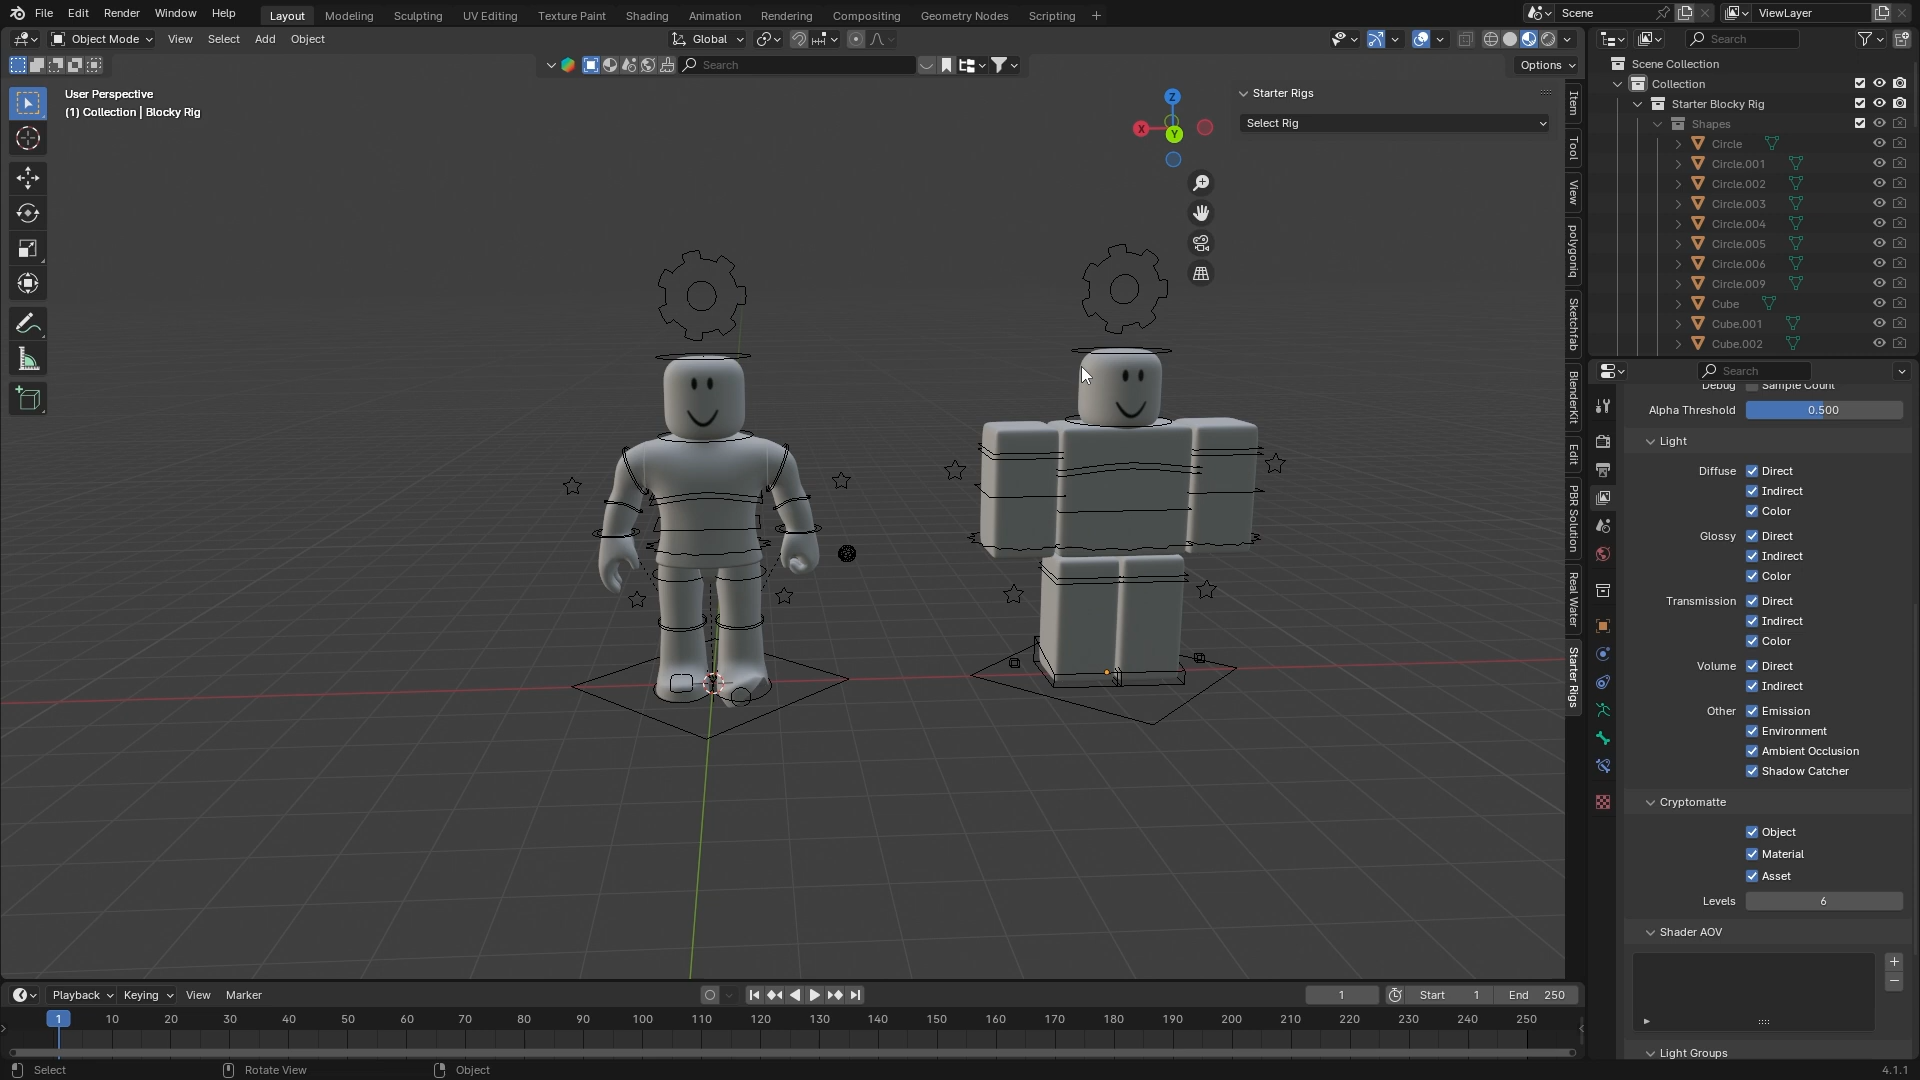 File Edit Render Window Help
Layout Modeling Sculpting UV Editing Texture Paint Shading Animation Rendering Compositing Geometry Nodes Scripting +
Scene
ViewLayer
Object Mode View Select Add Object
Global
Search
Search
Options
User Perspective
(1) Collection | Blocky Rig
Z
X
Y
Starter Rigs
Select Rig
Item
Tool
View
polygoniq
Sketchfab
BlenderKit
Edit
PBR Solution
Real Water
Starter Rigs
Scene Collection
Collection
Starter Blocky Rig
Shapes
Circle
Circle.001
Circle.002
Circle.003
Circle.004
Circle.005
Circle.006
Circle.009
Cube
Cube.001
Cube.002
Search
Debug Sample Count
Alpha Threshold 0.500
Light
Diffuse Direct
Indirect
Color
Glossy Direct
Indirect
Color
Transmission Direct
Indirect
Color
Volume Direct
Indirect
Other Emission
Environment
Ambient Occlusion
Shadow Catcher
Cryptomatte
Object
Material
Asset
Levels 6
Shader AOV
Light Groups
Playback Keying View Marker
1 Start 1 End 250
1 10 20 30 40 50 60 70 80 90 100 110 120 130 140 150 160 170 180 190 200 210 220 230 240 250
Select Rotate View Object
4.1.1